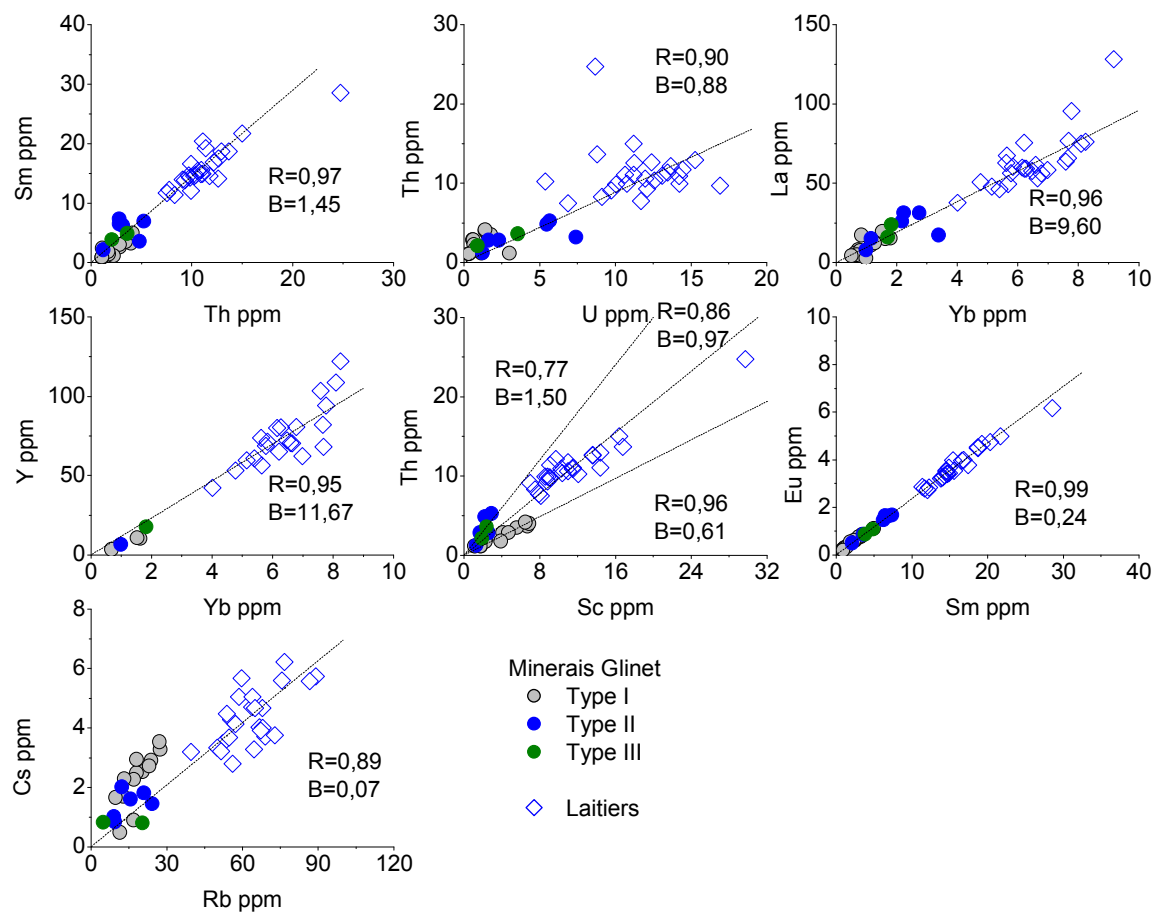 40
30
20
10
0
Sm ppm
R=0,97
B=1,45
0 10 20 30
Th ppm
30
20
10
0
Th ppm
R=0,90
B=0,88
0 5 10 15 20
U ppm
150
100
50
0
La ppm
R=0,96
B=9,60
0 2 4 6 8 10
Yb ppm
150
100
50
0
Y ppm
R=0,95
B=11,67
0 2 4 6 8 10
Yb ppm
30
20
10
0
Th ppm
R=0,86
B=0,97
R=0,77
B=1,50
R=0,96
B=0,61
0 8 16 24 32
Sc ppm
10
8
6
4
2
0
Eu ppm
R=0,99
B=0,24
0 10 20 30 40
Sm ppm
8
6
4
2
0
Cs ppm
R=0,89
B=0,07
0 30 60 90 120
Rb ppm
Minerais Glinet
Type I
Type II
Type III
Laitiers